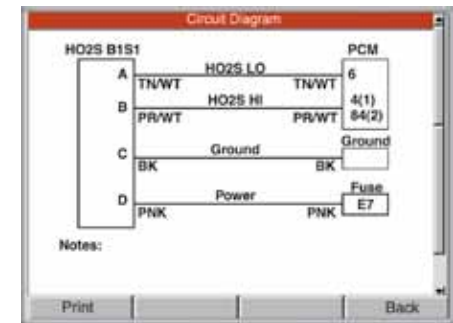 Circuit Diagram
HO2S B1S1 PCM
A HO2S LO 6
TN/WT TN/WT
B HO2S HI 4(1)
PR/WT PR/WT 84(2)
C Ground Ground
BK BK
D Power Fuse
PNK PNK E7
Notes:
Print Back